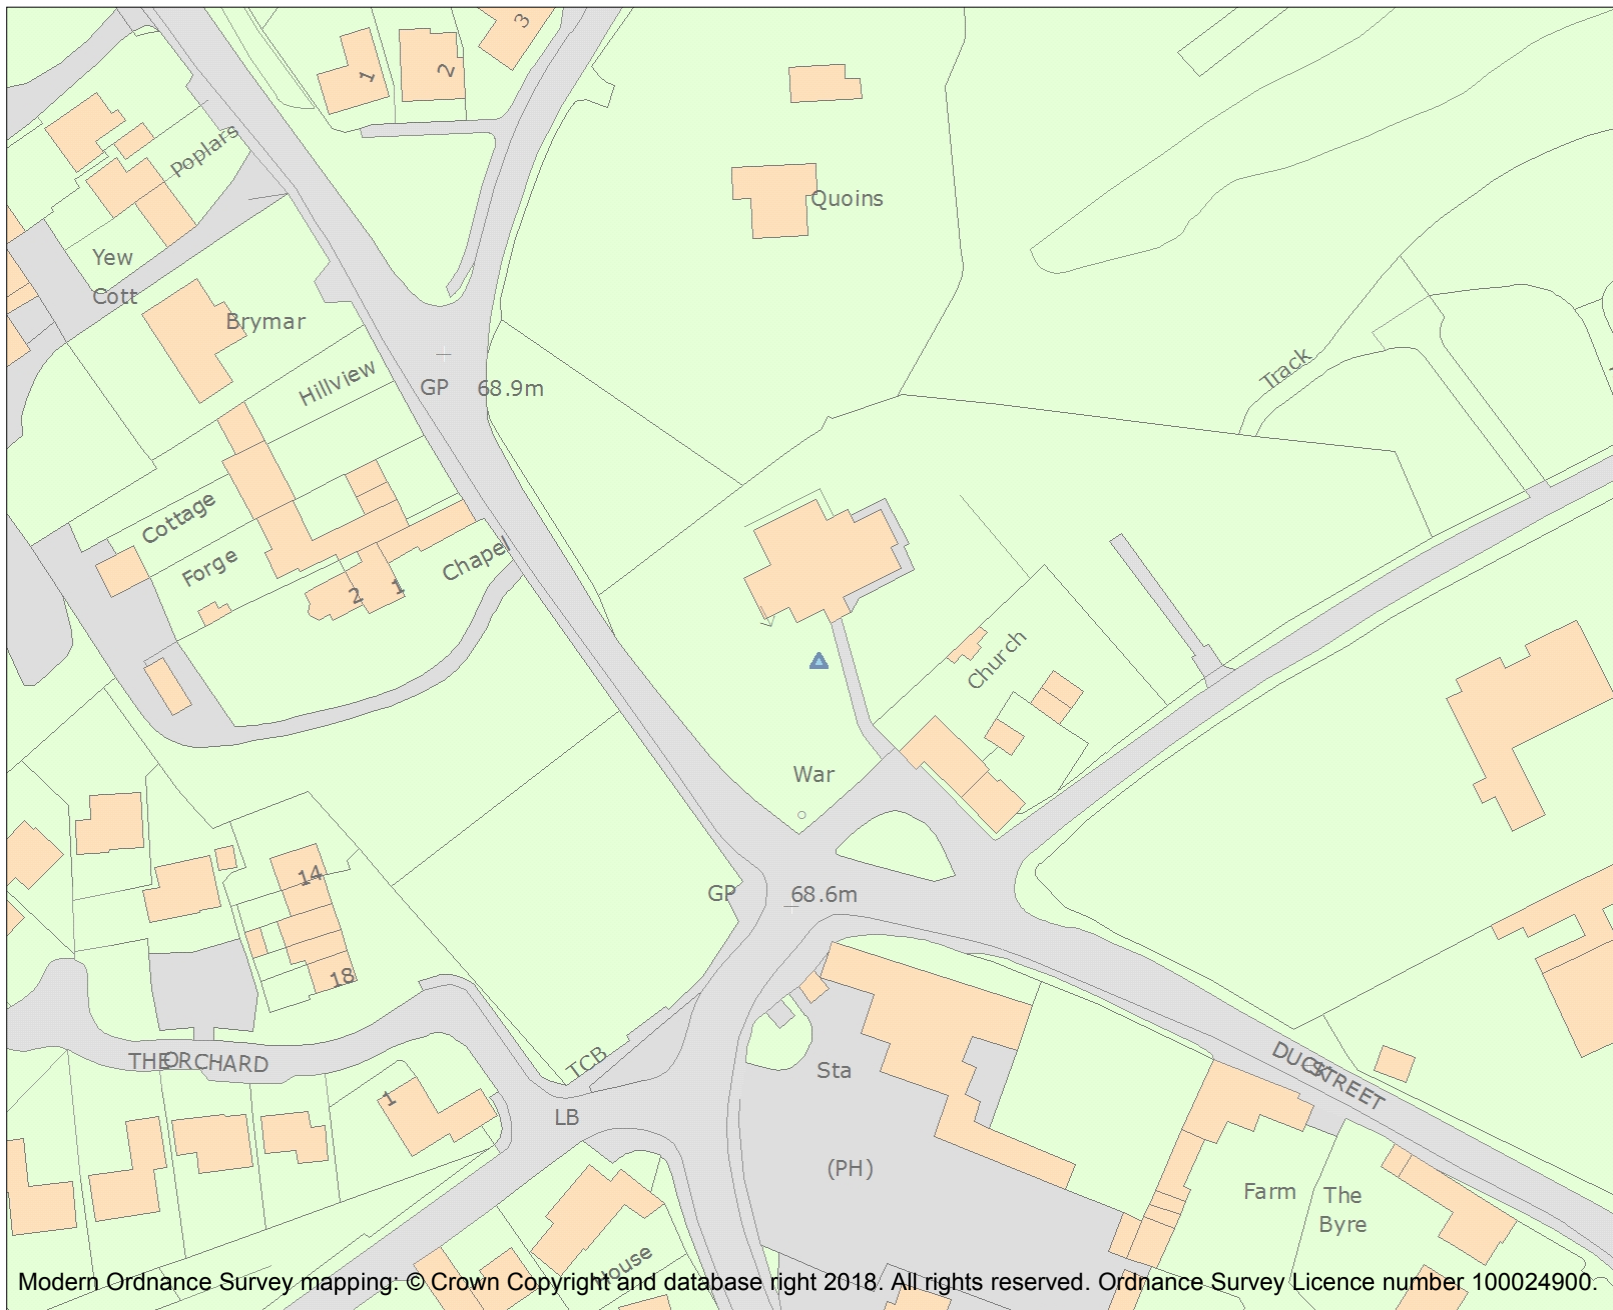 3
1
2
Poplars
Quoins
Yew
Cott
Brymar
Track
Hillview
GP 68.9m
Cottage
Forge
Chapel
2
1
Church
War
14
GP 68.6m
18
THE ORCHARD
TCB
Sta
DUCK STREET
1
LB
(PH)
Farm
The
Byre
House
Modern Ordnance Survey mapping: © Crown Copyright and database right 2018. All rights reserved. Ordnance Survey Licence number 100024900.